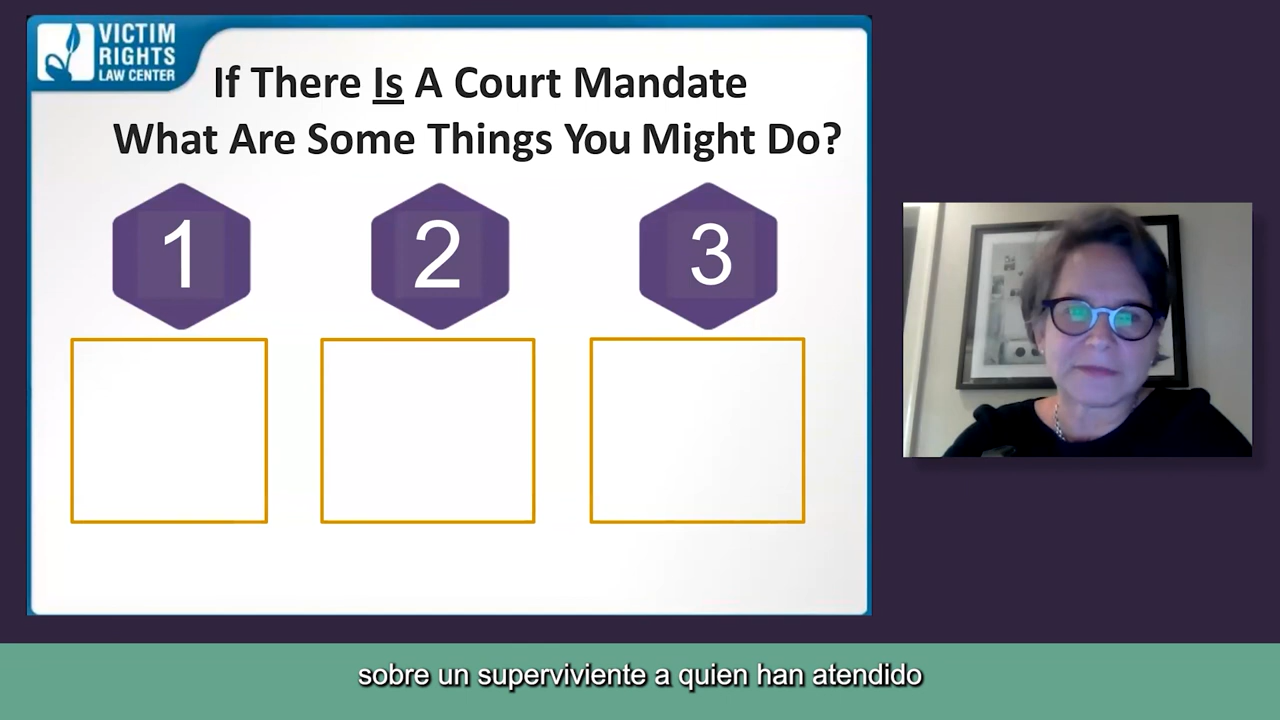 VICTIM
RIGHTS
LAW CENTER
If There Is A Court Mandate
What Are Some Things You Might Do?
1 2 3
sobre un superviviente a quien han atendido